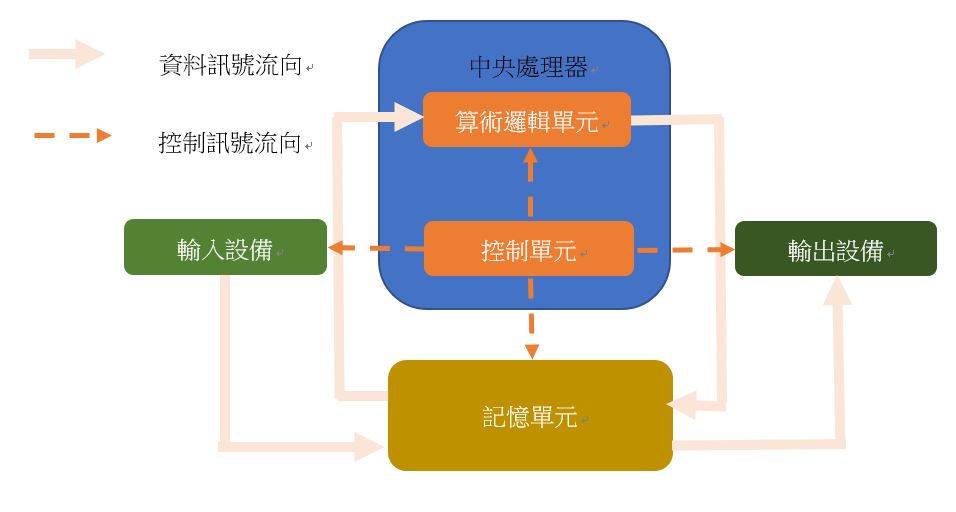 資料訊號流向
中央處理器
算術邏輯單元
控制訊號流向
輸入設備
控制單元
輸出設備
記憶單元